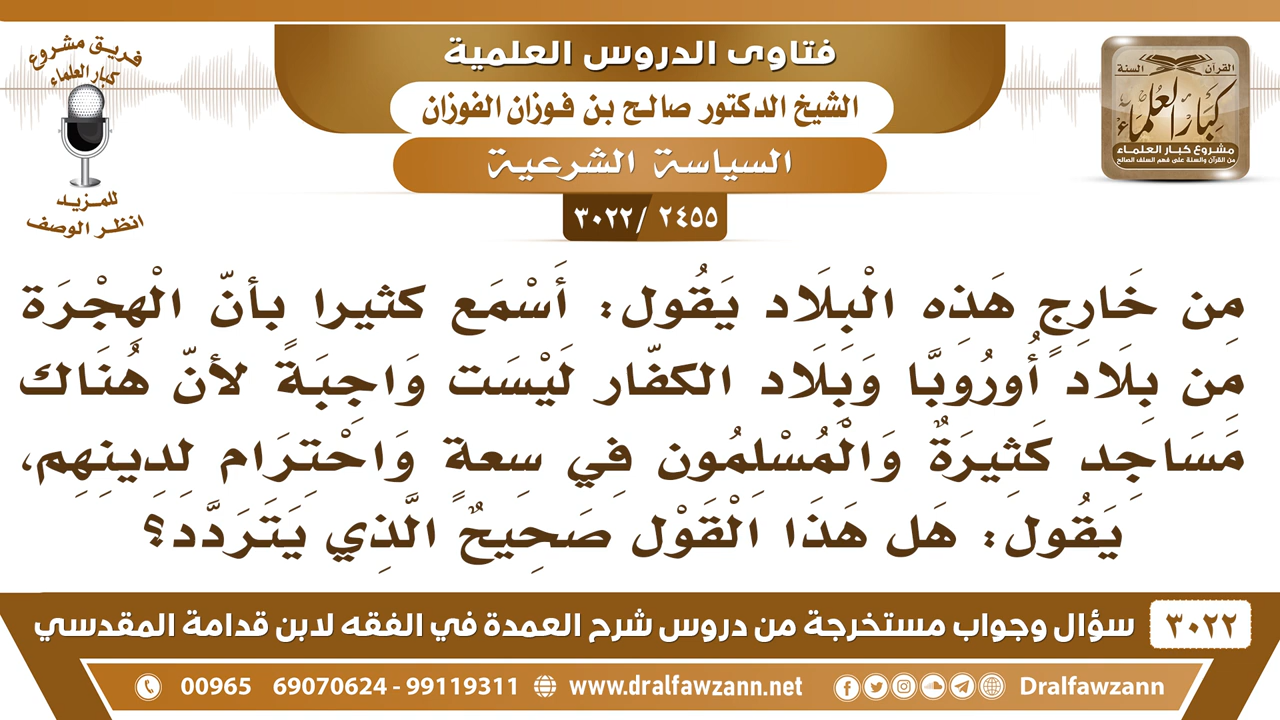 فتاوى الدروس العلمية
الشيخ الدكتور صالح بن فوزان الفوزان
السياسة الشرعية
٢٤٥٥ /٣٠٢٢
فريق مشروع
كبار العلماء
للمزيد
انظر الوصف
القرآن السنة
كبار العلماء
مشروع كبار العلماء
من القرآن والسنة على فهم السلف الصالح
مِن خَارِجِ هَذِه الْبِلَاد يَقُول: أَسْمَع كثيرا بأنّ الْهِجْرَة
مِن بِلَاد أُورُوبَّا وَبِلَاد الكفّار لَيْسَت وَاجِبَةً لأنّ هُنَاك
مَسَاجِد كَثِيرَةٌ وَالْمُسْلِمُون فِي سِعةٍ وَاحْتِرَام لدِينِهِم،
يَقُول: هَل هَذَا الْقَوْل صَحِيحٌ الَّذِي يَتَرَدَّد؟
٣٠٢٢ سؤال وجواب مستخرجة من دروس شرح العمدة في الفقه لابن قدامة المقدسي
00965 69070624 - 99119311 www.dralfawzann.net Dralfawzann